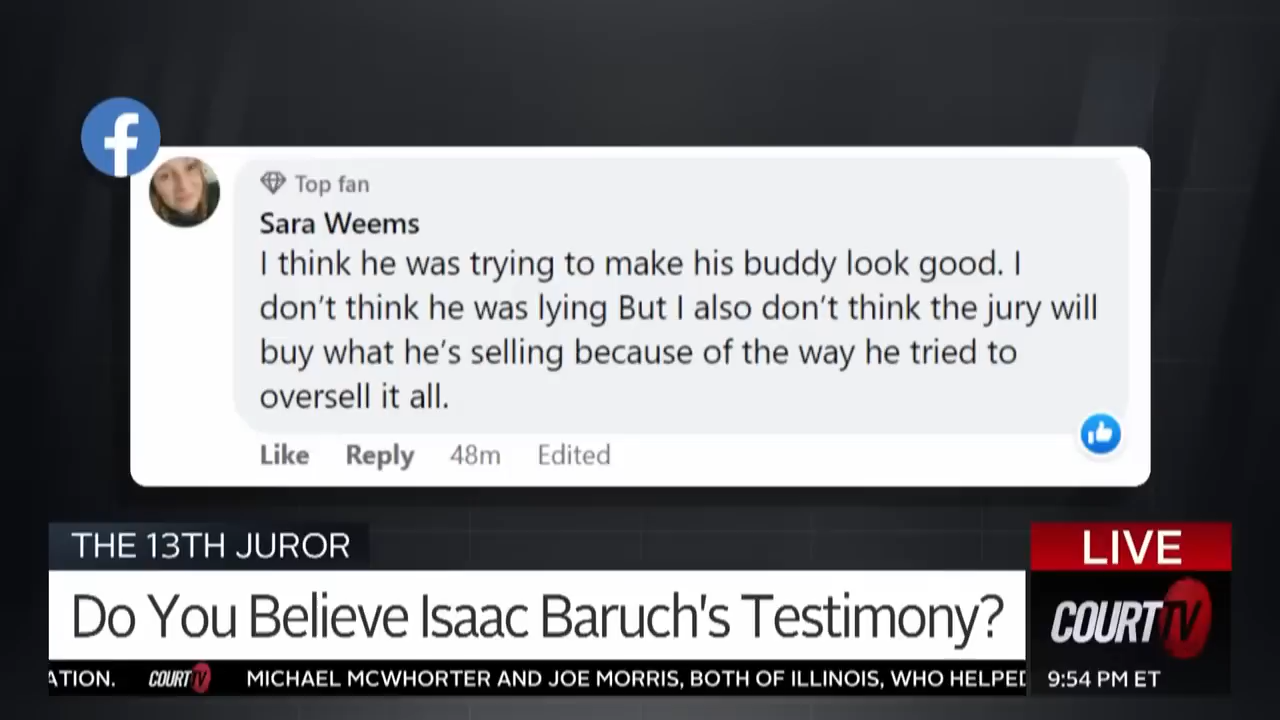 f
Top fan
Sara Weems
I think he was trying to make his buddy look good. I
don't think he was lying But I also don't think the jury will
buy what he's selling because of the way he tried to
oversell it all.
Like Reply 48m Edited
THE 13TH JUROR
LIVE
Do You Believe Isaac Baruch's Testimony?
COURT TV
ATION. COURT TV MICHAEL MCWHORTER AND JOE MORRIS, BOTH OF ILLINOIS, WHO HELPED
9:54 PM ET